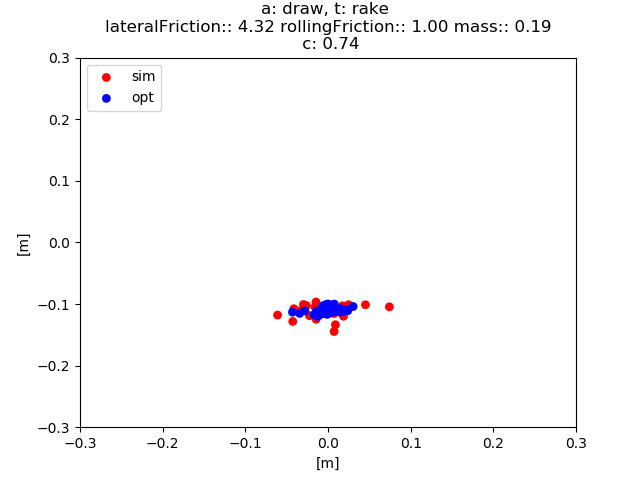 a: draw, t: rake
lateralFriction:: 4.32 rollingFriction:: 1.00 mass:: 0.19
c: 0.74
sim
opt
0.3
0.2
0.1
0.0
−0.1
−0.2
−0.3
[m]
−0.3 −0.2 −0.1 0.0 0.1 0.2 0.3
[m]